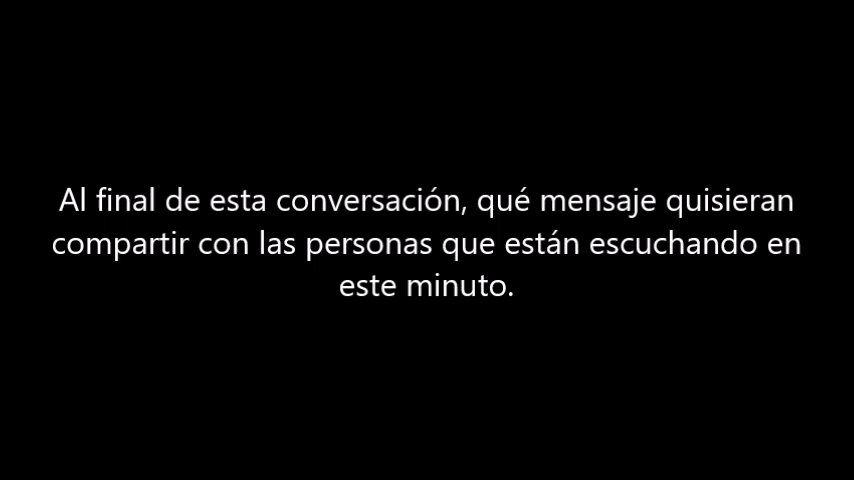 Al final de esta conversación, qué mensaje quisieran
compartir con las personas que están escuchando en
este minuto.